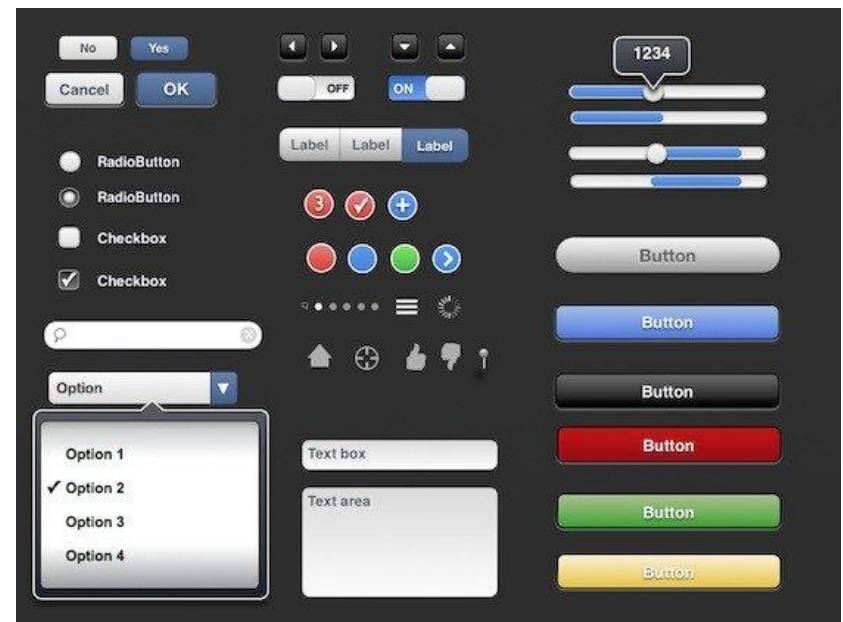 No
Yes
Cancel
OK
RadioButton
RadioButton
Checkbox
Checkbox
Option
Option 1
Option 2
Option 3
Option 4
OFF
ON
Label Label Label
3
Text box
Text area
1234
Button
Button
Button
Button
Button
Button